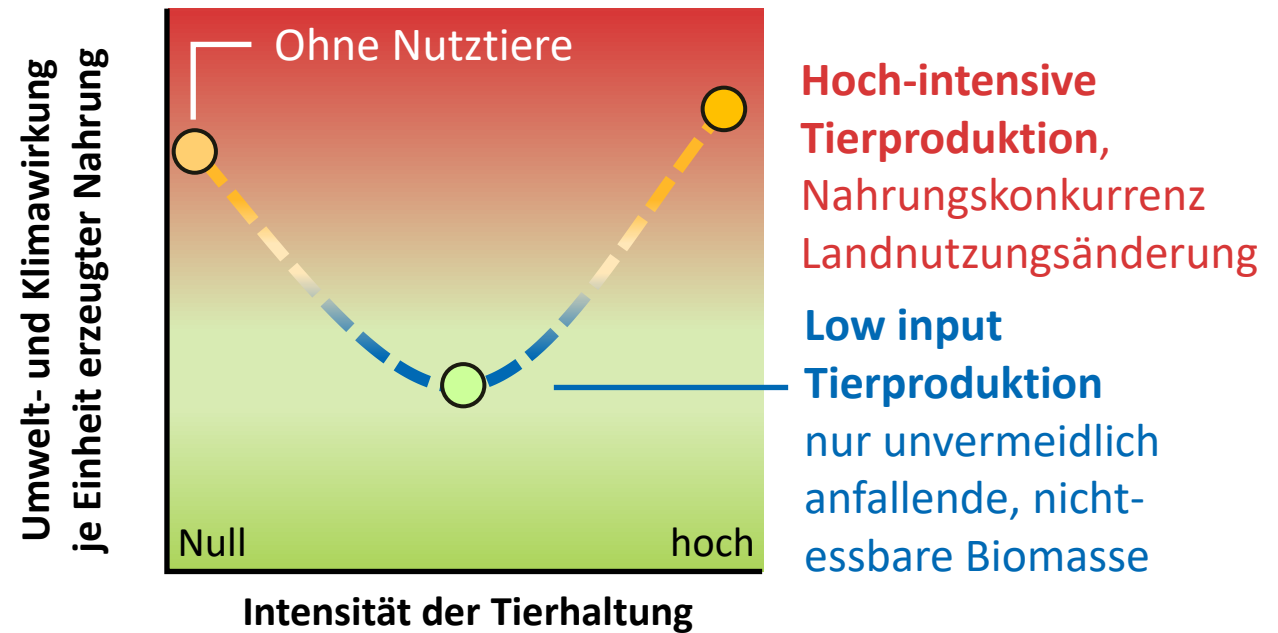 Umwelt- und Klimawirkung
je Einheit erzeugter Nahrung
Ohne Nutztiere
Null
hoch
Intensität der Tierhaltung
Hoch-intensive
Tierproduktion,
Nahrungskonkurrenz
Landnutzungsänderung
Low input
Tierproduktion
nur unvermeidlich
anfallende, nicht-
essbare Biomasse